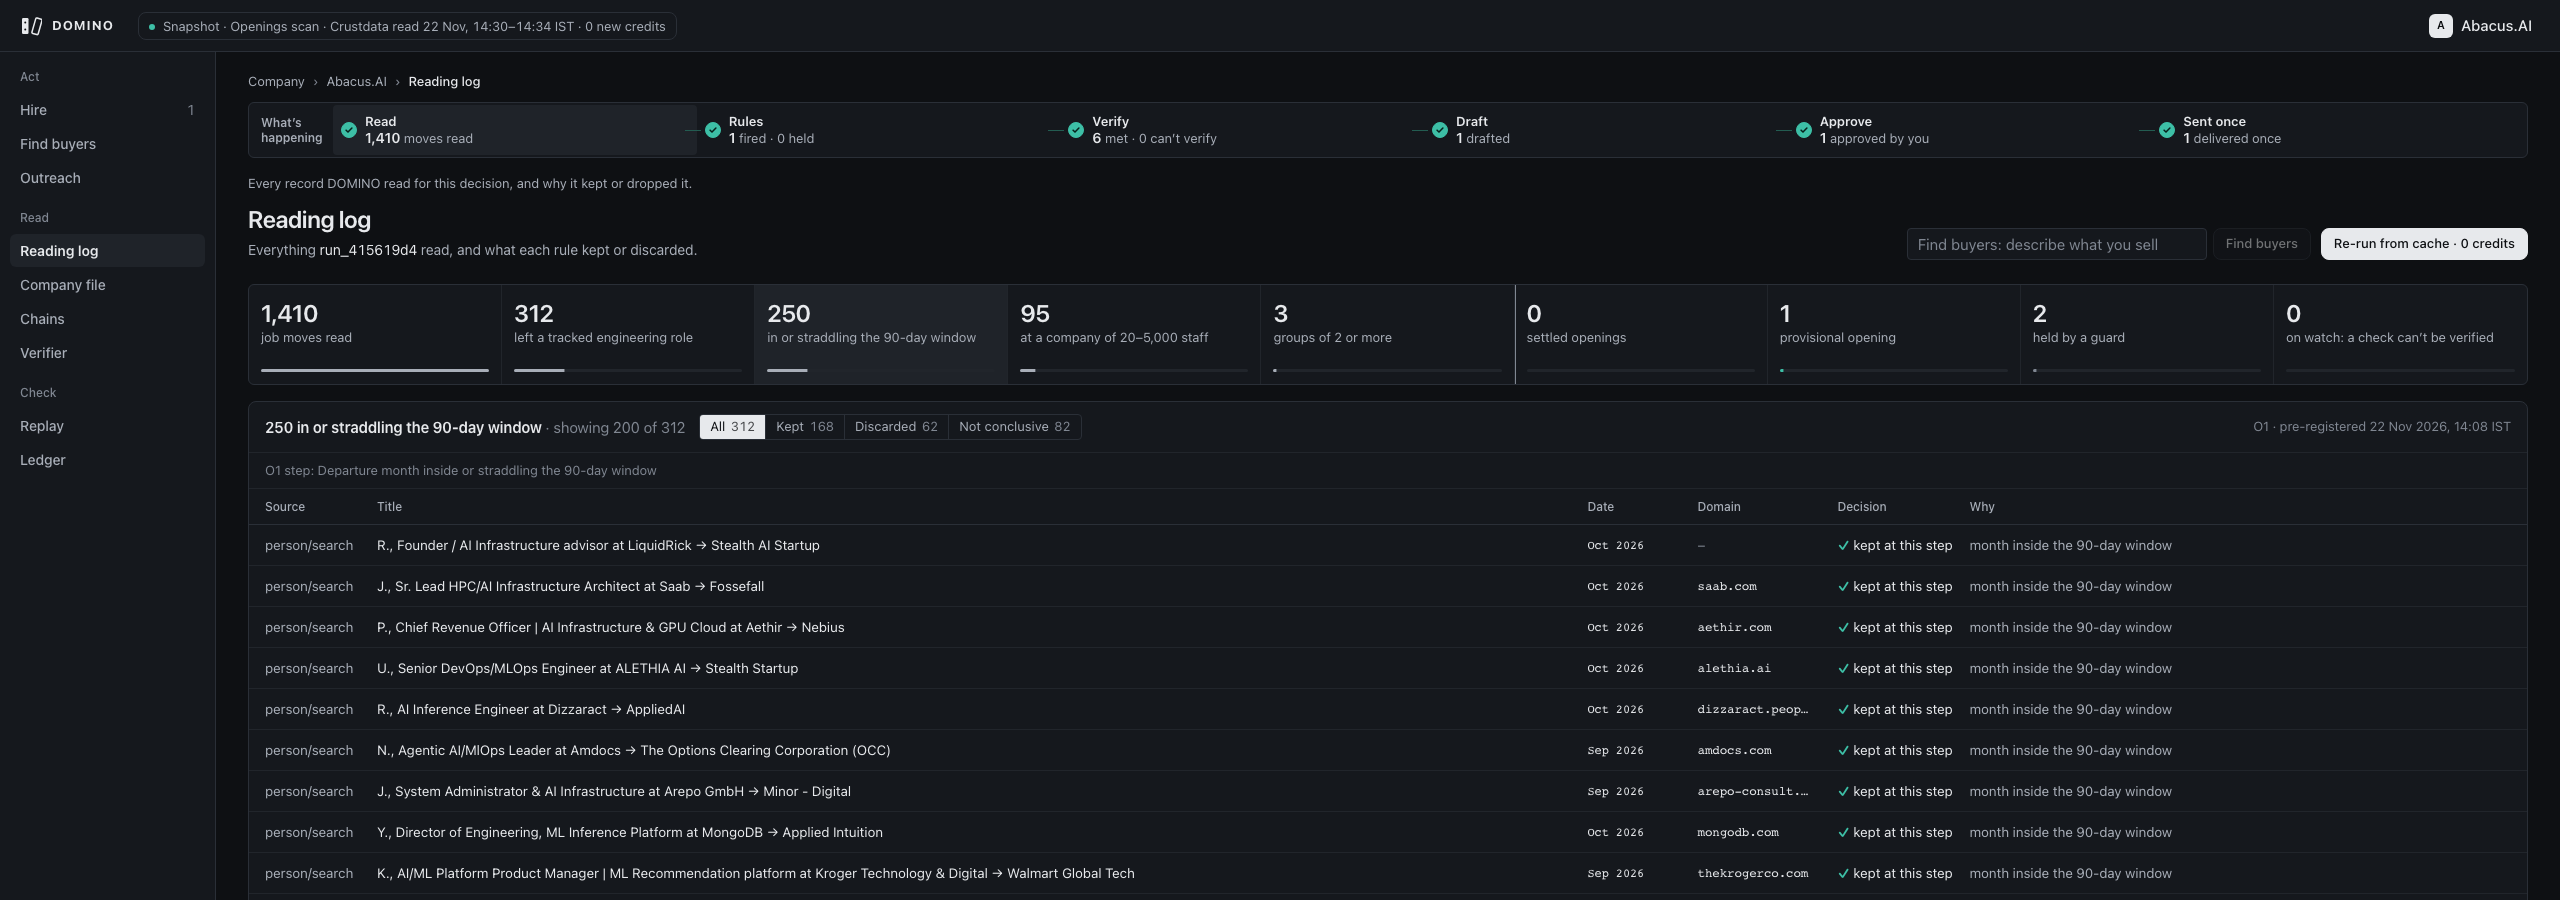 DOMINO
Snapshot · Openings scan · Crustdata read 22 Nov, 14:30–14:34 IST · 0 new credits
A Abacus.AI
Act
Hire 1
Find buyers
Outreach
Read
Reading log
Company file
Chains
Verifier
Check
Replay
Ledger
Company › Abacus.AI › Reading log
What's happening
Read
1,410 moves read
Rules
1 fired · 0 held
Verify
6 met · 0 can't verify
Draft
1 drafted
Approve
1 approved by you
Sent once
1 delivered once
Every record DOMINO read for this decision, and why it kept or dropped it.
Reading log
Everything run_415619d4 read, and what each rule kept or discarded.
Find buyers: describe what you sell
Find buyers
Re-run from cache · 0 credits
1,410
job moves read
312
left a tracked engineering role
250
in or straddling the 90-day window
95
at a company of 20–5,000 staff
3
groups of 2 or more
0
settled openings
1
provisional opening
2
held by a guard
0
on watch: a check can't be verified
250 in or straddling the 90-day window · showing 200 of 312
All 312
Kept 168
Discarded 62
Not conclusive 82
O1 · pre-registered 22 Nov 2026, 14:08 IST
O1 step: Departure month inside or straddling the 90-day window
Source Title Date Domain Decision Why
person/search R., Founder / AI Infrastructure advisor at LiquidRick → Stealth AI Startup Oct 2026 – ✓ kept at this step month inside the 90-day window
person/search J., Sr. Lead HPC/AI Infrastructure Architect at Saab → Fossefall Oct 2026 saab.com ✓ kept at this step month inside the 90-day window
person/search P., Chief Revenue Officer | AI Infrastructure & GPU Cloud at Aethir → Nebius Oct 2026 aethir.com ✓ kept at this step month inside the 90-day window
person/search U., Senior DevOps/MLOps Engineer at ALETHIA AI → Stealth Startup Oct 2026 alethia.ai ✓ kept at this step month inside the 90-day window
person/search R., AI Inference Engineer at Dizzaract → AppliedAI Oct 2026 dizzaract.peop… ✓ kept at this step month inside the 90-day window
person/search N., Agentic AI/MlOps Leader at Amdocs → The Options Clearing Corporation (OCC) Sep 2026 amdocs.com ✓ kept at this step month inside the 90-day window
person/search J., System Administrator & AI Infrastructure at Arepo GmbH → Minor - Digital Sep 2026 arepo-consult.… ✓ kept at this step month inside the 90-day window
person/search Y., Director of Engineering, ML Inference Platform at MongoDB → Applied Intuition Oct 2026 mongodb.com ✓ kept at this step month inside the 90-day window
person/search K., AI/ML Platform Product Manager | ML Recommendation platform at Kroger Technology & Digital → Walmart Global Tech Sep 2026 thekrogerco.com ✓ kept at this step month inside the 90-day window